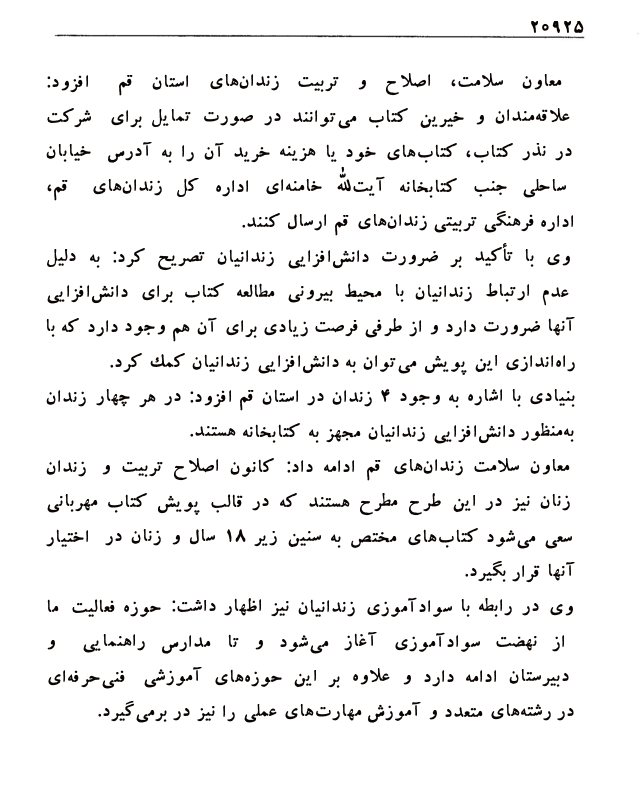 ۲۰۹۲۵
معاون سلامت، اصلاح و تربیت زندان‌های استان قم افزود:
علاقه‌مندان و خیرین کتاب می‌توانند در صورت تمایل برای شرکت
در نذر کتاب، کتاب‌های خود یا هزینه خرید آن را به آدرس خیابان
ساحلی جنب کتابخانه آیت‌الله خامنه‌ای اداره کل زندان‌های قم،
اداره فرهنگی تربیتی زندان‌های قم ارسال کنند.
وی با تأکید بر ضرورت دانش‌افزایی زندانیان تصریح کرد: به دلیل
عدم ارتباط زندانیان با محیط بیرونی مطالعه کتاب برای دانش‌افزایی
آنها ضرورت دارد و از طرفی فرصت زیادی برای آن هم وجود دارد که با
راه‌اندازی این پویش می‌توان به دانش‌افزایی زندانیان کمك کرد.
بنیادی با اشاره به وجود ۴ زندان در استان قم افزود: در هر چهار زندان
به‌منظور دانش‌افزایی زندانیان مجهز به کتابخانه هستند.
معاون سلامت زندان‌های قم ادامه داد: کانون اصلاح تربیت و زندان
زنان نیز در این طرح مطرح هستند که در قالب پویش کتاب مهربانی
سعی می‌شود کتاب‌های مختص به سنین زیر ۱۸ سال و زنان در اختیار
آنها قرار بگیرد.
وی در رابطه با سوادآموزی زندانیان نیز اظهار داشت: حوزه فعالیت ما
از نهضت سوادآموزی آغاز می‌شود و تا مدارس راهنمایی و
دبیرستان ادامه دارد و علاوه بر این حوزه‌های آموزشی فنی‌حرفه‌ای
در رشته‌های متعدد و آموزش مهارت‌های عملی را نیز در برمی‌گیرد.